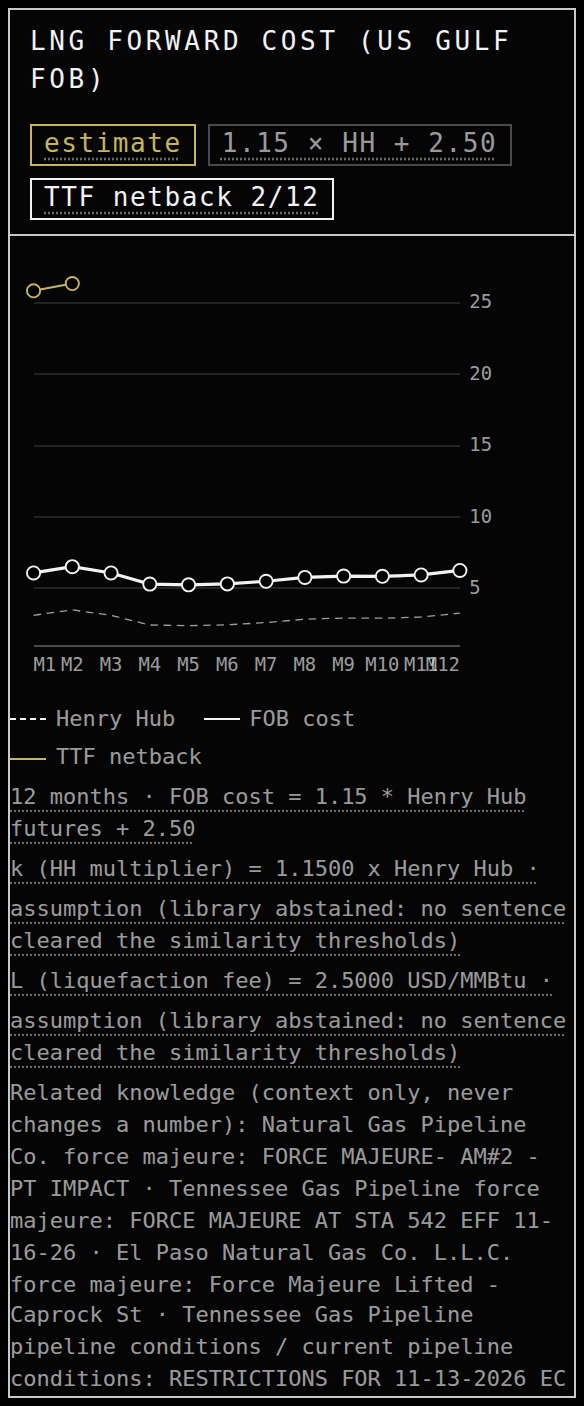 LNG FORWARD COST (US GULF
FOB)
estimate
1.15 × HH + 2.50
TTF netback 2/12
25
20
15
10
5
M1 M2 M3 M4 M5 M6 M7 M8 M9 M10 M11 M12
Henry Hub
FOB cost
TTF netback
12 months · FOB cost = 1.15 * Henry Hub
futures + 2.50
k (HH multiplier) = 1.1500 x Henry Hub ·
assumption (library abstained: no sentence
cleared the similarity thresholds)
L (liquefaction fee) = 2.5000 USD/MMBtu ·
assumption (library abstained: no sentence
cleared the similarity thresholds)
Related knowledge (context only, never
changes a number): Natural Gas Pipeline
Co. force majeure: FORCE MAJEURE- AM#2 -
PT IMPACT · Tennessee Gas Pipeline force
majeure: FORCE MAJEURE AT STA 542 EFF 11-
16-26 · El Paso Natural Gas Co. L.L.C.
force majeure: Force Majeure Lifted -
Caprock St · Tennessee Gas Pipeline
pipeline conditions / current pipeline
conditions: RESTRICTIONS FOR 11-13-2026 EC